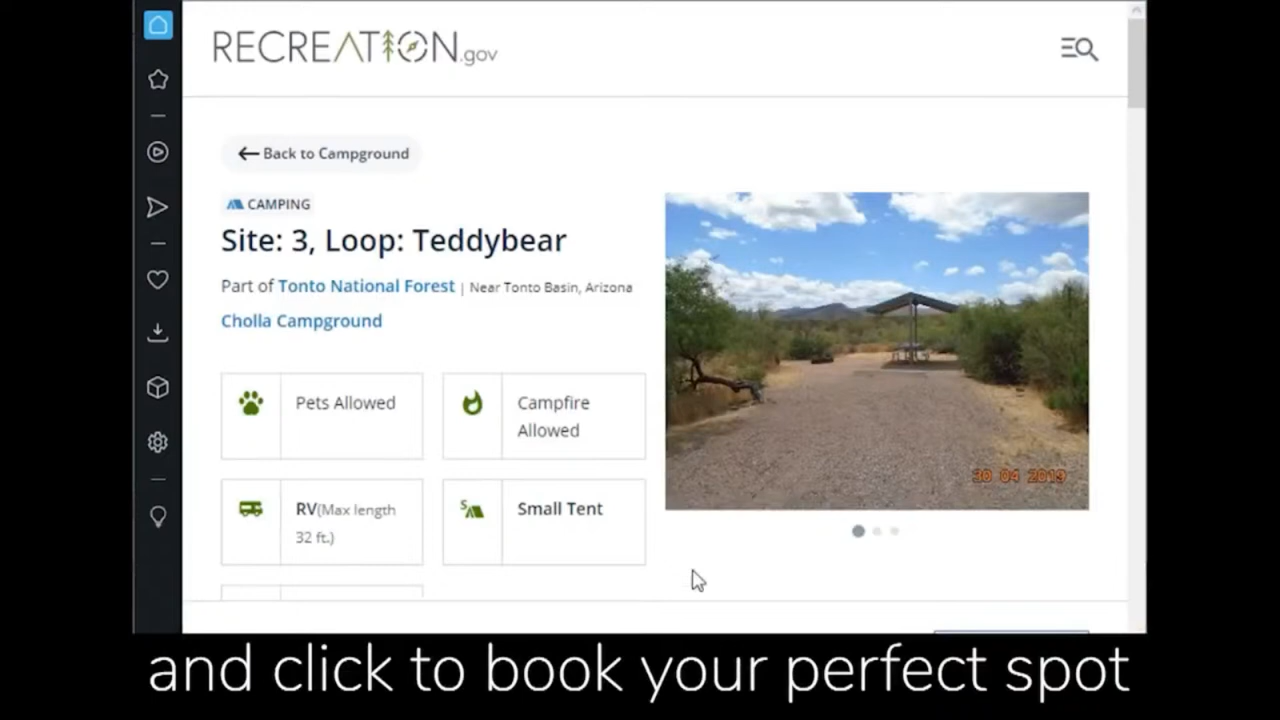 RECREATION.gov
Back to Campground
CAMPING
Site: 3, Loop: Teddybear
Part of Tonto National Forest | Near Tonto Basin, Arizona
Cholla Campground
Pets Allowed
Campfire
Allowed
RV(Max length
32 ft.)
S
Small Tent
30 04 2019
and click to book your perfect spot